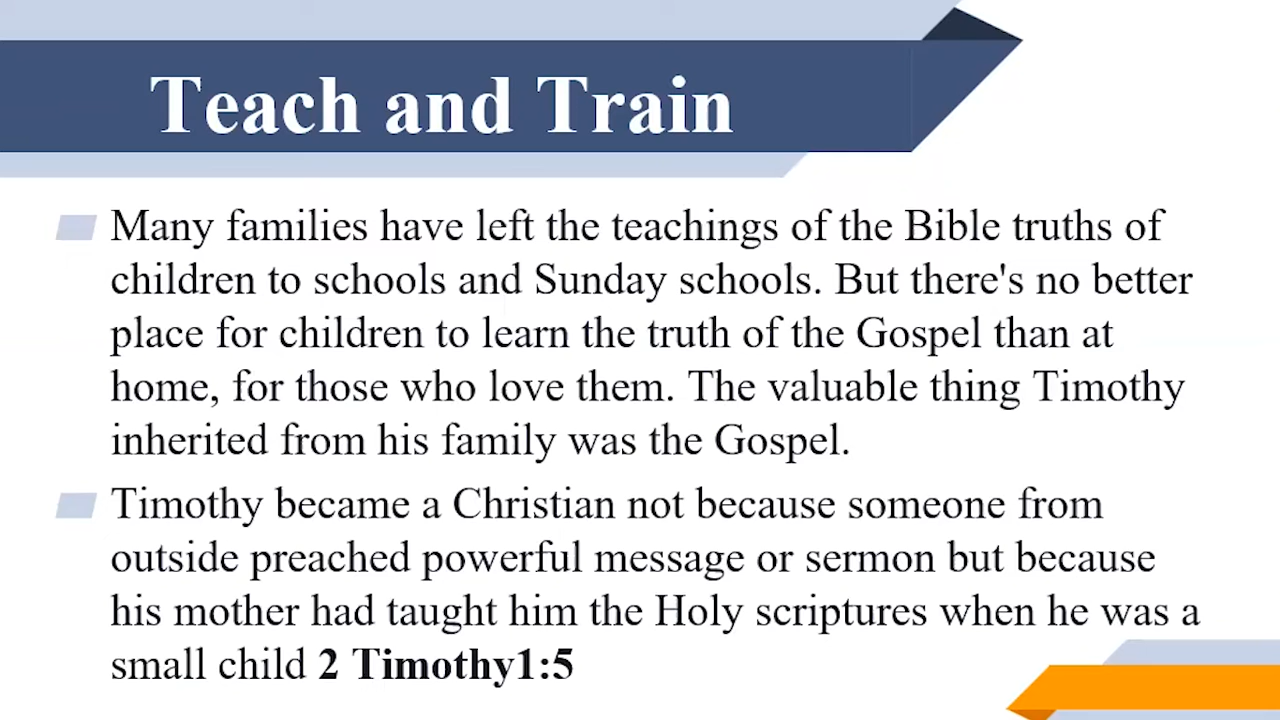 Teach and Train
Many families have left the teachings of the Bible truths of
children to schools and Sunday schools. But there's no better
place for children to learn the truth of the Gospel than at
home, for those who love them. The valuable thing Timothy
inherited from his family was the Gospel.
Timothy became a Christian not because someone from
outside preached powerful message or sermon but because
his mother had taught him the Holy scriptures when he was a
small child 2 Timothy1:5